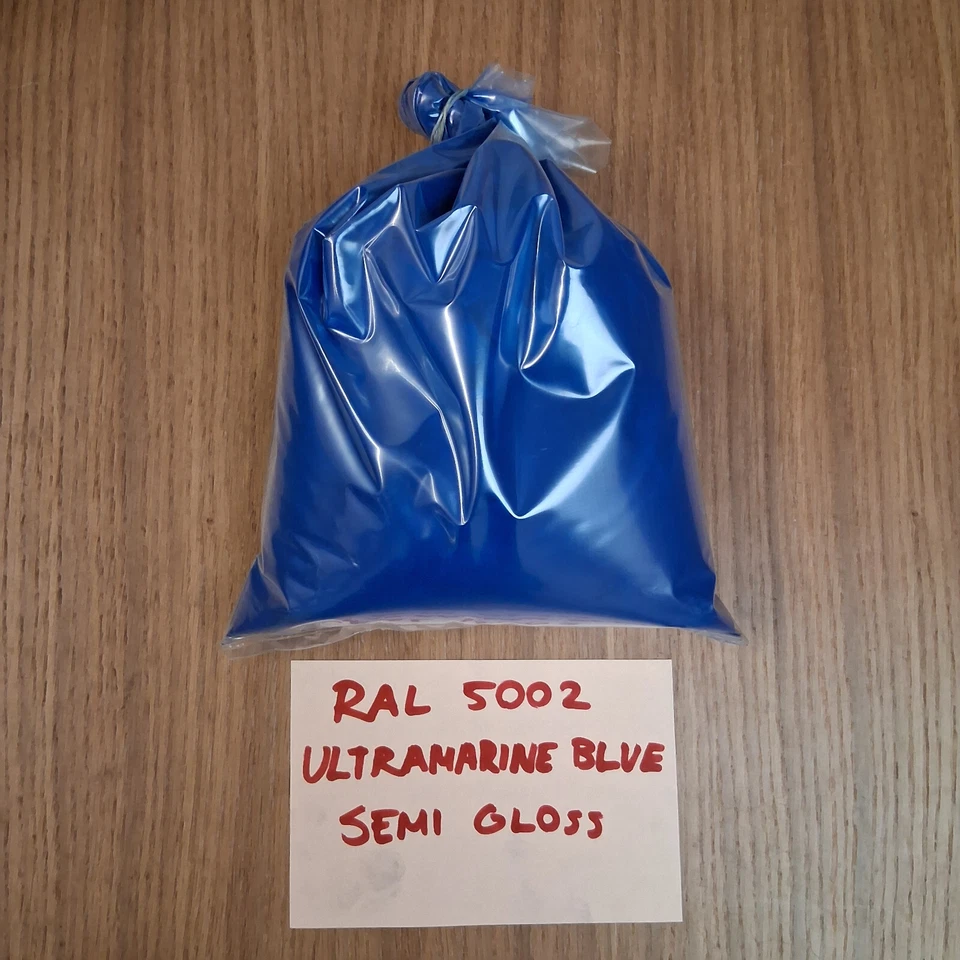 RAL 5002
ULTRAMARINE BLUE
SEMI GLOSS